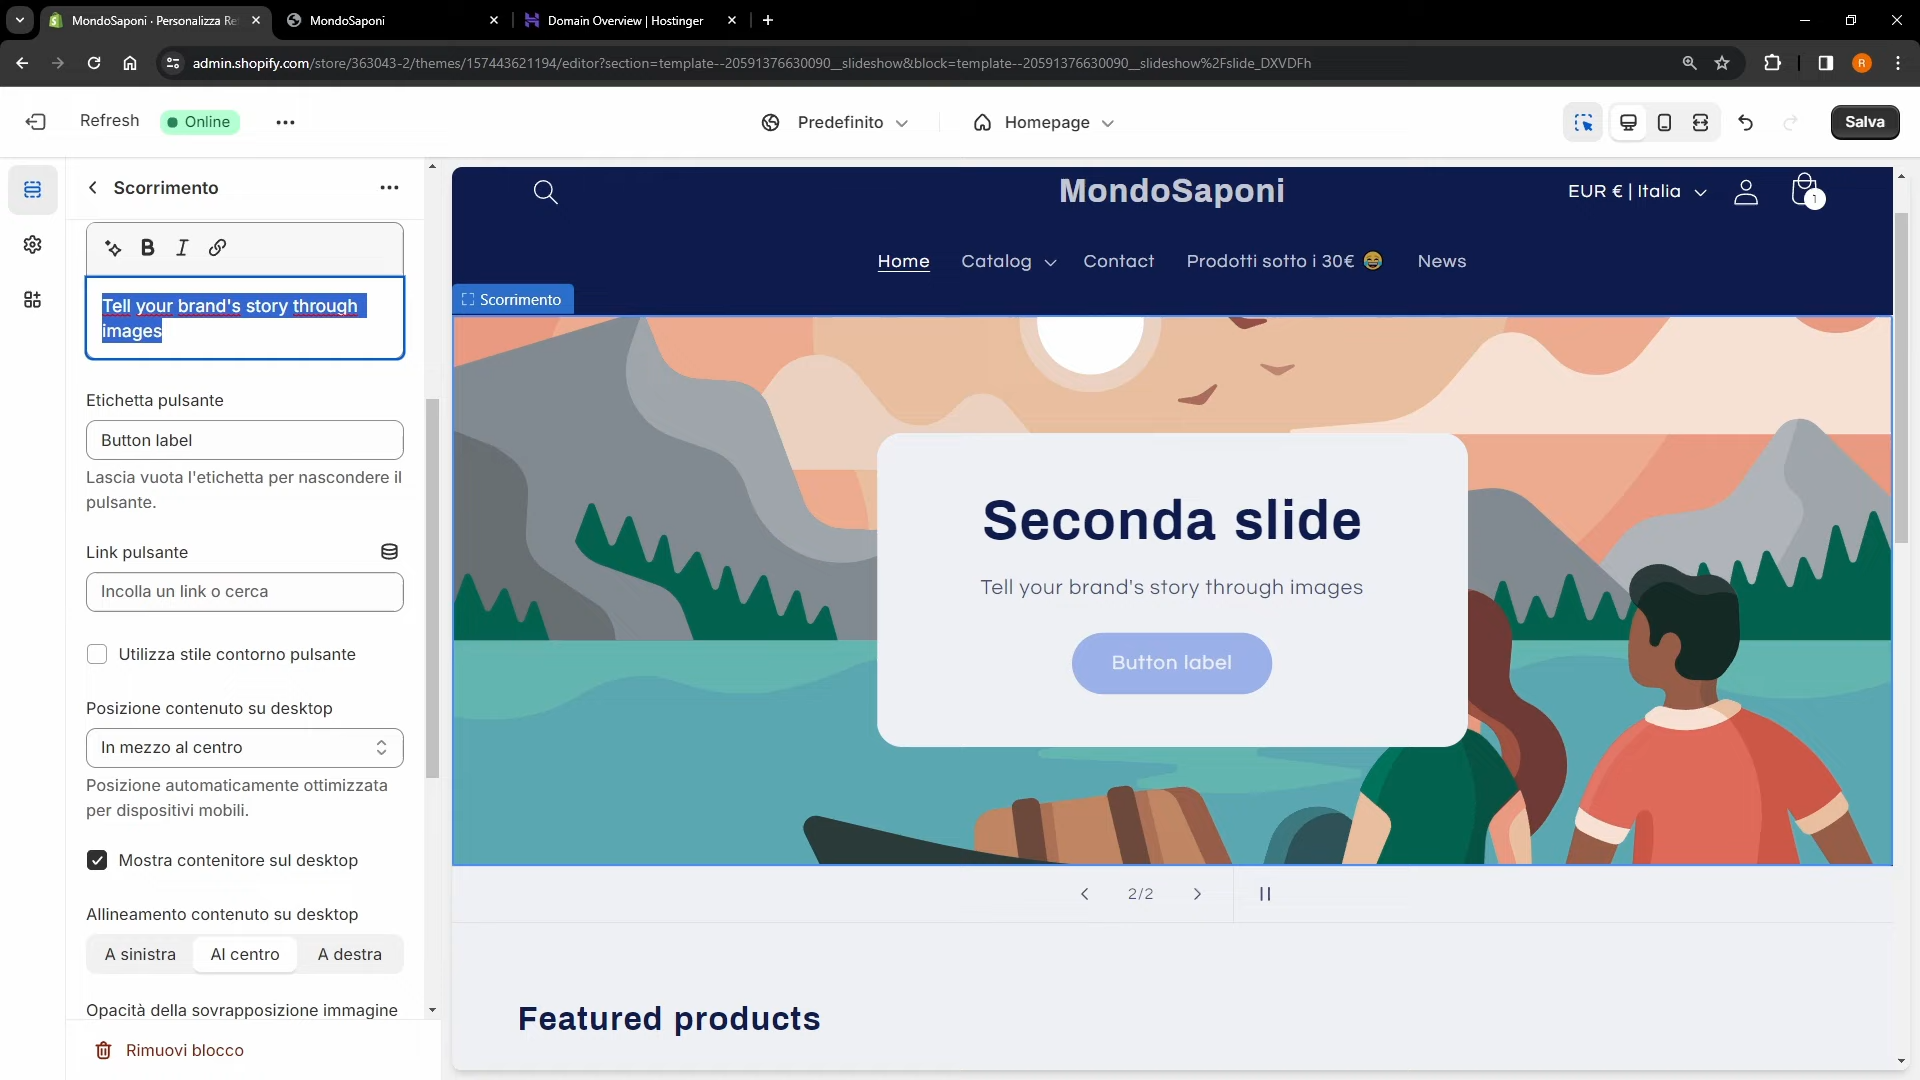 MondoSaponi · Personalizza Re
MondoSaponi
Domain Overview | Hostinger
admin.shopify.com/store/363043-2/themes/157443621194/editor?section=template--20591376630090__slideshow&block=template--20591376630090__slideshow%2Fslide_DXVDFh
R
Refresh
Online
Predefinito
Homepage
Salva
Scorrimento
Tell your brand's story through
images
Etichetta pulsante
Button label
Lascia vuota l'etichetta per nascondere il
pulsante.
Link pulsante
Incolla un link o cerca
Utilizza stile contorno pulsante
Posizione contenuto su desktop
In mezzo al centro
Posizione automaticamente ottimizzata
per dispositivi mobili.
Mostra contenitore sul desktop
Allineamento contenuto su desktop
A sinistra
Al centro
A destra
Opacità della sovrapposizione immagine
Rimuovi blocco
MondoSaponi
EUR € | Italia
1
Home
Catalog
Contact
Prodotti sotto i 30€ 😂
News
Scorrimento
Seconda slide
Tell your brand's story through images
Button label
2/2
Featured products